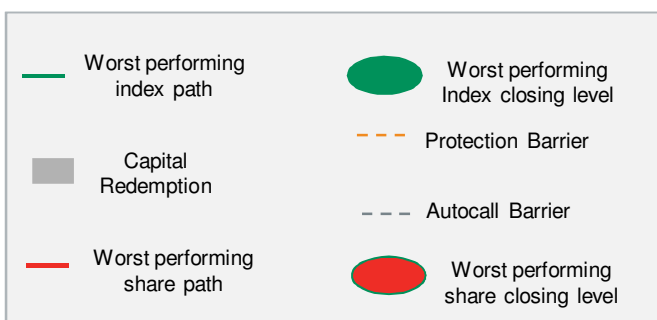 Worst performing
index path
Worst performing
Index closing level
Protection Barrier
Capital
Redemption
Autocall Barrier
Worst performing
share path
Worst performing
share closing level